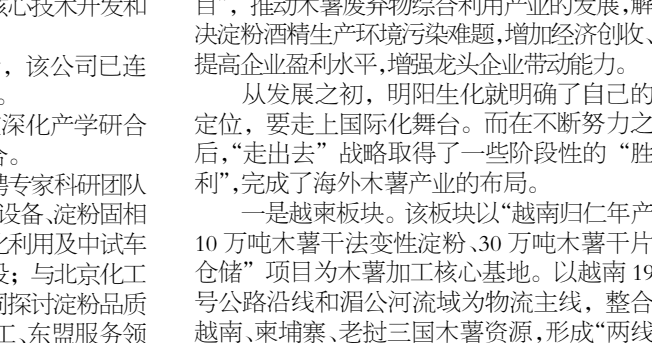 核心技术开发和
，该公司已连
。
深化产学研合
合。
聘专家科研团队
设备、淀粉固相
化利用及中试车
设；与北京化工
同探讨淀粉品质
工、东盟服务领
目”，推动木薯废弃物综合利用产业的发展，解
决淀粉酒精生产环境污染难题，增加经济创收、
提高企业盈利水平，增强龙头企业带动能力。
从发展之初，明阳生化就明确了自己的
定位，要走上国际化舞台。而在不断努力之
后，“走出去”战略取得了一些阶段性的“胜
利”，完成了海外木薯产业的布局。
一是越柬板块。该板块以“越南归仁年产
10万吨木薯干法变性淀粉、30万吨木薯干片
仓储”项目为木薯加工核心基地。以越南19
号公路沿线和湄公河流域为物流主线，整合
越南、柬埔寨、老挝三国木薯资源，形成“两线